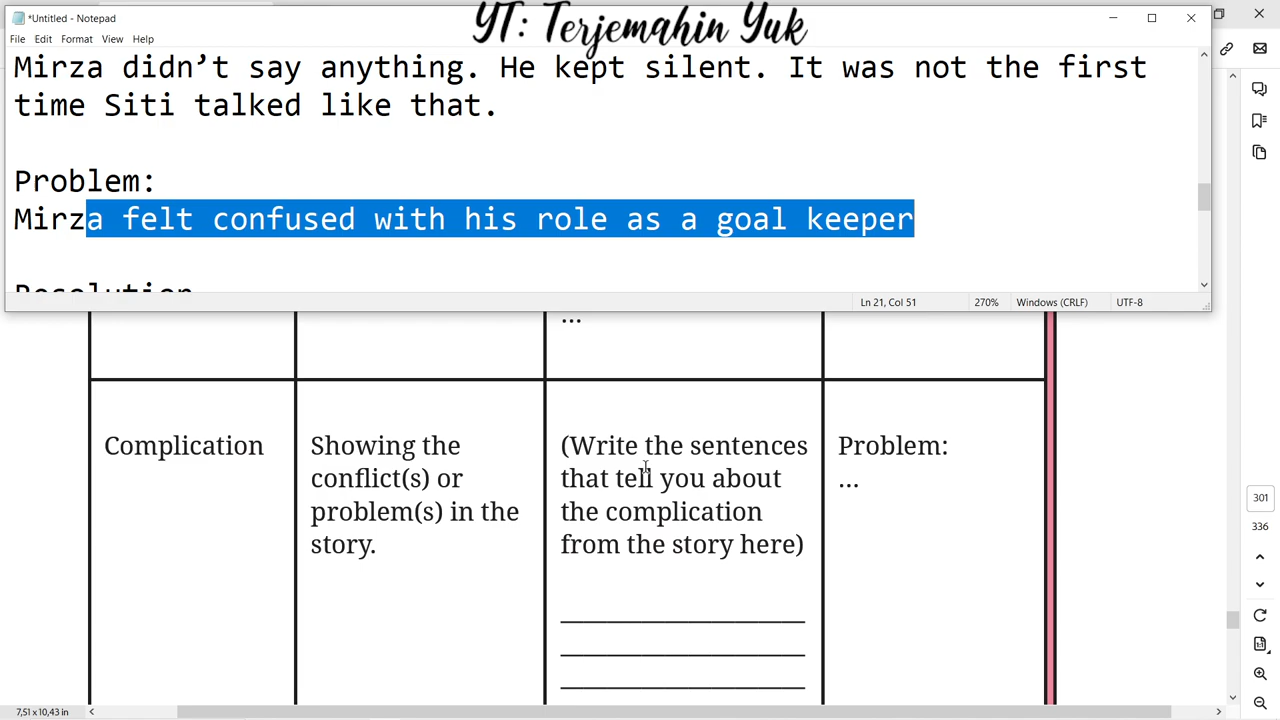 YT: Terjemahin Yuk
*Untitled - Notepad
File Edit Format View Help
Mirza didn’t say anything. He kept silent. It was not the first
time Siti talked like that.
Problem:
Mirza felt confused with his role as a goal keeper
Resolution
Ln 21, Col 51 270% Windows (CRLF) UTF-8
...
Complication
Showing the
conflict(s) or
problem(s) in the
story.
(Write the sentences
that tell you about
the complication
from the story here)
Problem:
...
301
336
7,51 x 10,43 in